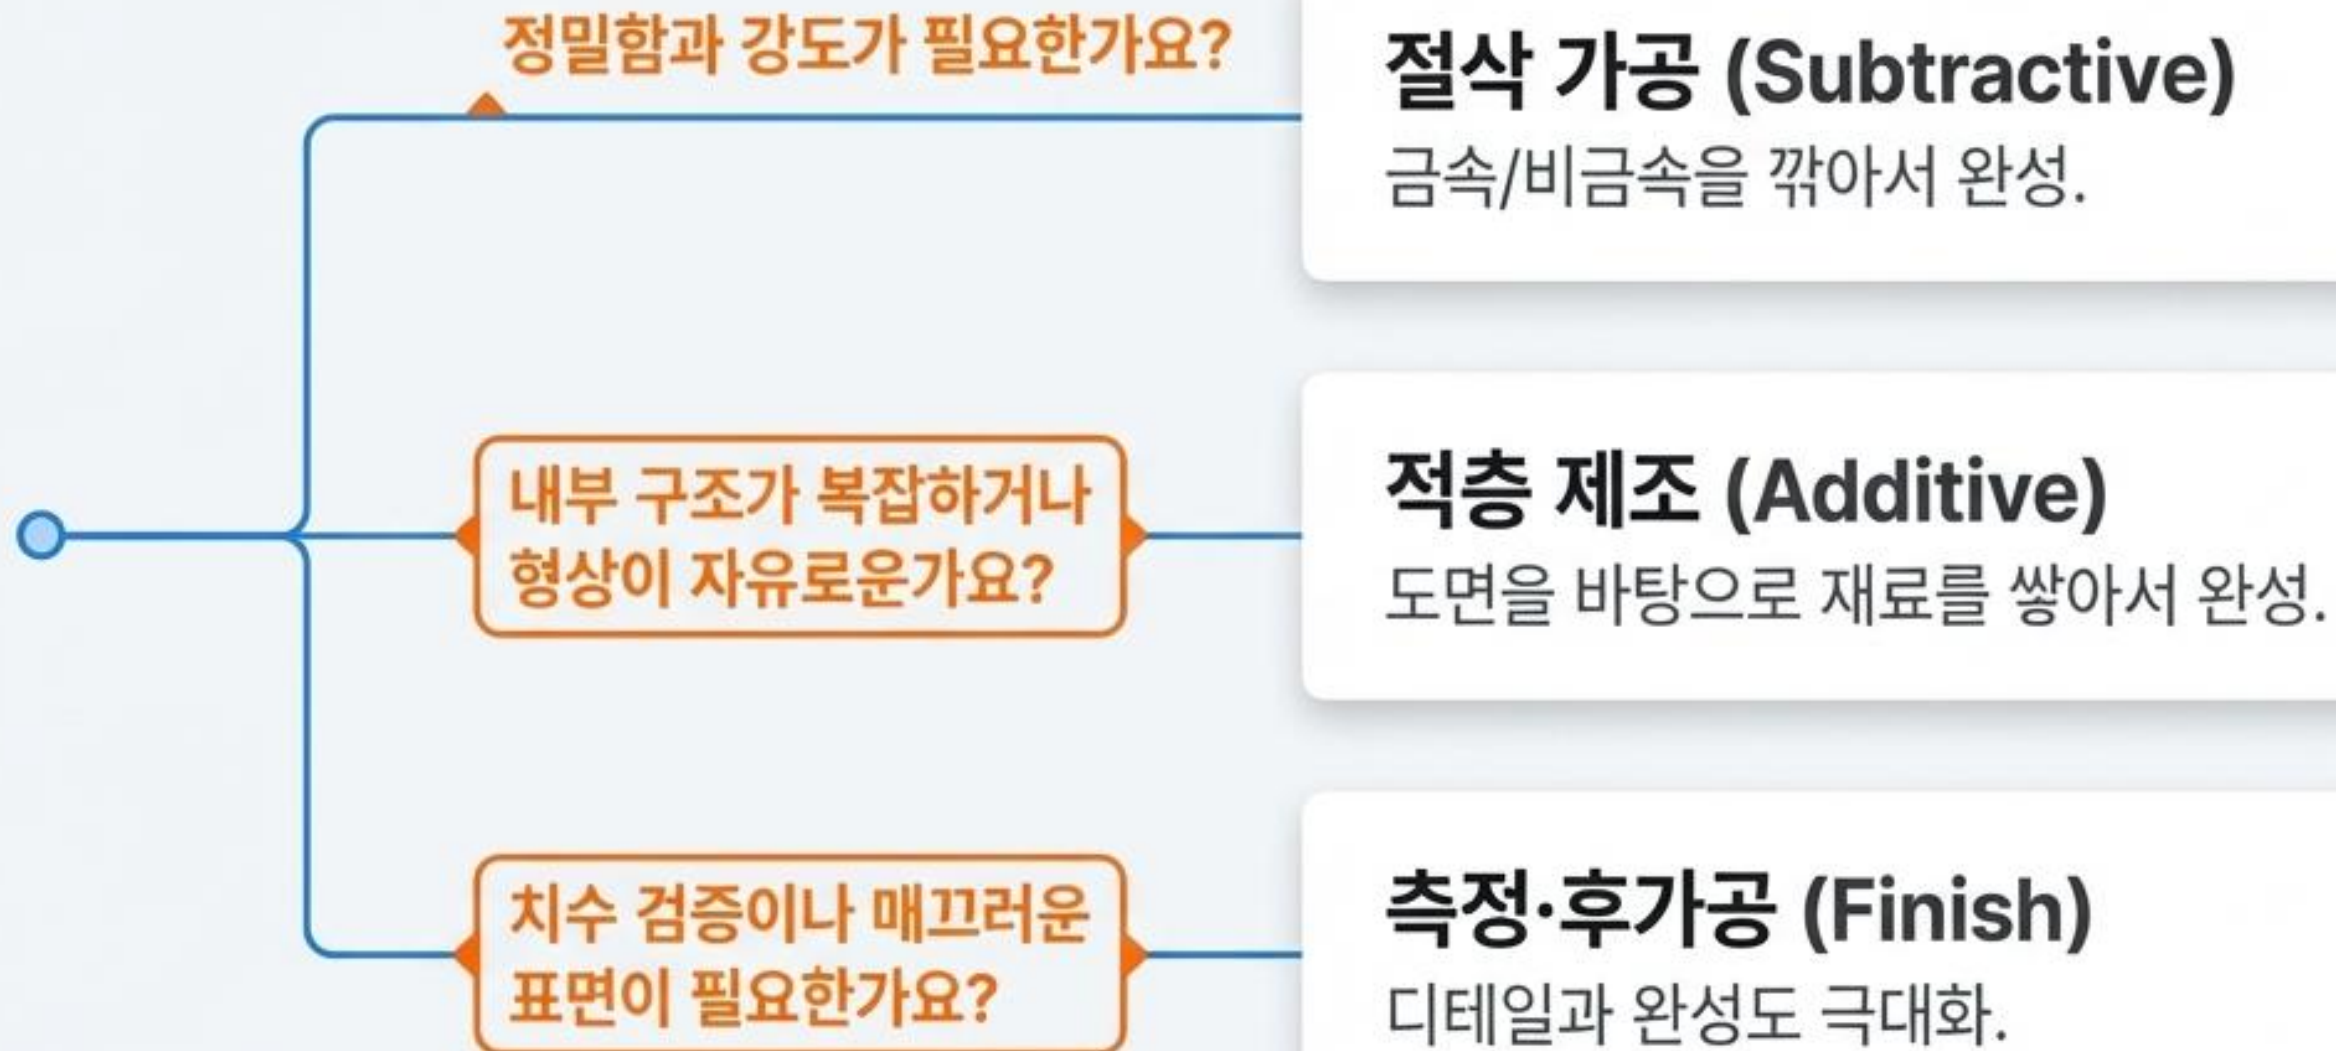 정밀함과 강도가 필요한가요?
절삭 가공 (Subtractive)
금속/비금속을 깎아서 완성.
내부 구조가 복잡하거나
형상이 자유로운가요?
적층 제조 (Additive)
도면을 바탕으로 재료를 쌓아서 완성.
치수 검증이나 매끄러운
표면이 필요한가요?
측정·후가공 (Finish)
디테일과 완성도 극대화.